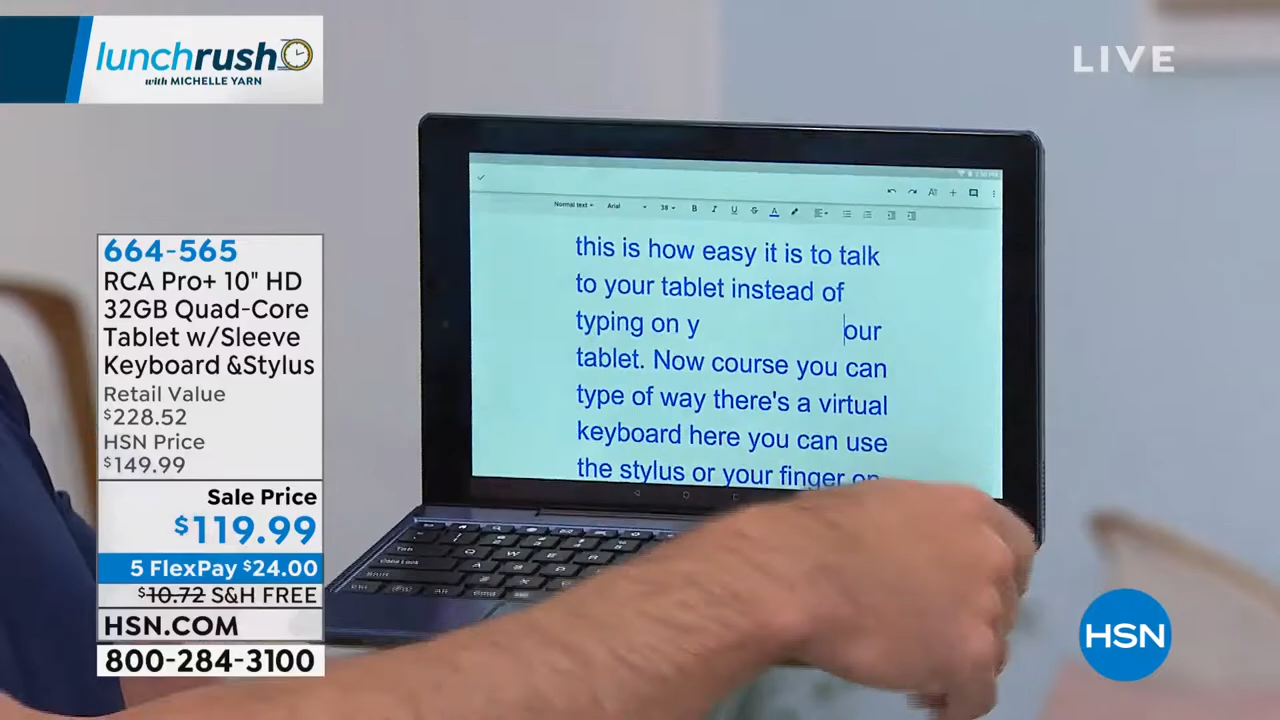 lunchrush
with MICHELLE YARN
LIVE
664-565
RCA Pro+ 10" HD
32GB Quad-Core
Tablet w/Sleeve
Keyboard &Stylus
Retail Value
$228.52
HSN Price
$149.99
Sale Price
$119.99
5 FlexPay $24.00
$10.72 S&H FREE
HSN.COM
800-284-3100
Normal text Arial 38 B I U S A
this is how easy it is to talk
to your tablet instead of
typing on y our
tablet. Now course you can
type of way there's a virtual
keyboard here you can use
the stylus or your finger on
HSN